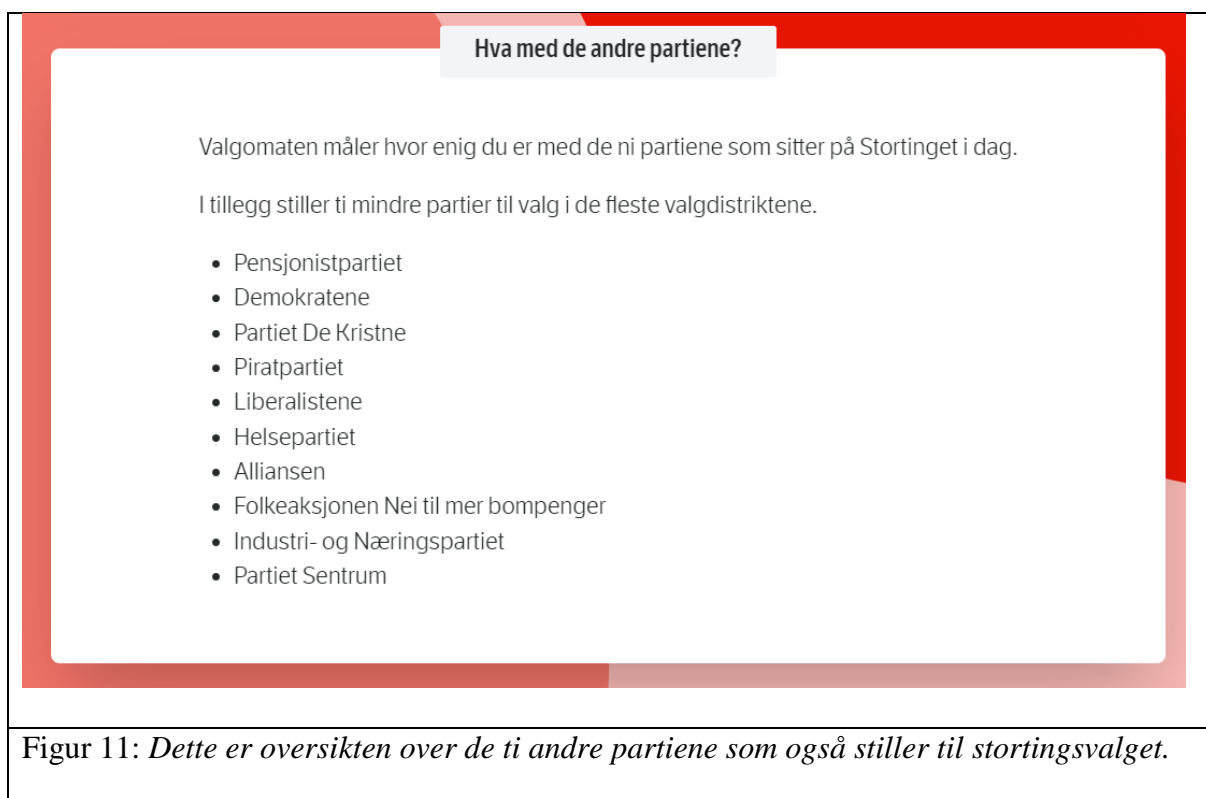 Hva med de andre partiene?
Valgomaten måler hvor enig du er med de ni partiene som sitter på Stortinget i dag.
I tillegg stiller ti mindre partier til valg i de fleste valgdistriktene.
• Pensjonistpartiet
• Demokratene
• Partiet De Kristne
• Piratpartiet
• Liberalistene
• Helsepartiet
• Alliansen
• Folkeaksjonen Nei til mer bompenger
• Industri- og Næringspartiet
• Partiet Sentrum
Figur 11: Dette er oversikten over de ti andre partiene som også stiller til stortingsvalget.